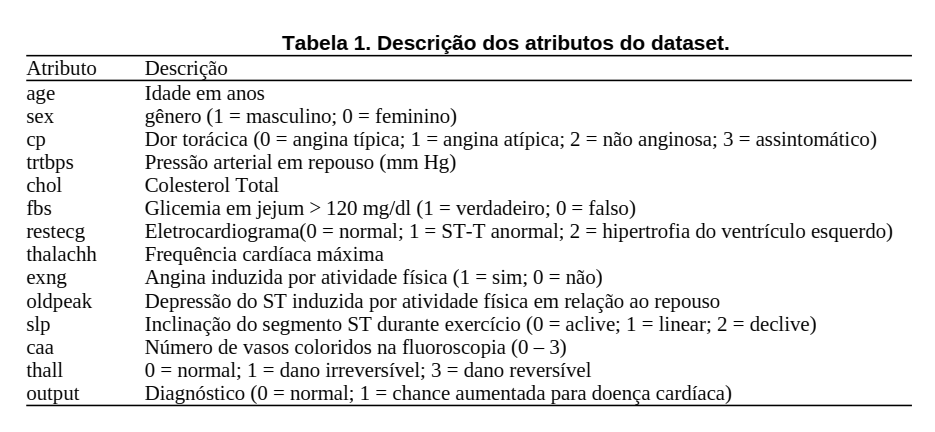 Tabela 1. Descrição dos atributos do dataset.
Atributo Descrição
age Idade em anos
sex gênero (1 = masculino; 0 = feminino)
cp Dor torácica (0 = angina típica; 1 = angina atípica; 2 = não anginosa; 3 = assintomático)
trtbps Pressão arterial em repouso (mm Hg)
chol Colesterol Total
fbs Glicemia em jejum > 120 mg/dl (1 = verdadeiro; 0 = falso)
restecg Eletrocardiograma(0 = normal; 1 = ST-T anormal; 2 = hipertrofia do ventrículo esquerdo)
thalachh Frequência cardíaca máxima
exng Angina induzida por atividade física (1 = sim; 0 = não)
oldpeak Depressão do ST induzida por atividade física em relação ao repouso
slp Inclinação do segmento ST durante exercício (0 = aclive; 1 = linear; 2 = declive)
caa Número de vasos coloridos na fluoroscopia (0 – 3)
thall 0 = normal; 1 = dano irreversível; 3 = dano reversível
output Diagnóstico (0 = normal; 1 = chance aumentada para doença cardíaca)